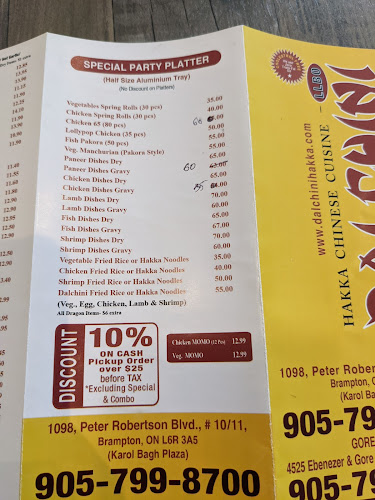 SPECIAL PARTY PLATTER
(Half Size Aluminium Tray)
(No Discount on Platters)
Vegetables Spring Rolls (30 pcs) 35.00
Chicken Spring Rolls (30 pcs) 40.00
Chicken 65 (80 pcs) 60
Lollypop Chicken (35 pcs) 50.00
Fish Pakora (50 pcs) 55.00
Veg. Manchurian (Pakora Style) 55.00
Paneer Dishes Dry 65.00
Paneer Dishes Gravy 60
Chicken Dishes Dry 65.00
Chicken Dishes Gravy 55
Lamb Dishes Dry 70.00
Lamb Dishes Gravy 60.00
Fish Dishes Dry 65.00
Fish Dishes Gravy 67.00
Shrimp Dishes Dry 70.00
Shrimp Dishes Gravy 60.00
Vegetable Fried Rice or Hakka Noodles 35.00
Chicken Fried Rice or Hakka Noodles 40.00
Shrimp Fried Rice or Hakka Noodles 50.00
Dalchini Fried Rice or Hakka Noodles 55.00
(Veg., Egg, Chicken, Lamb & Shrimp)
All Dragon Items- $6 extra
DISCOUNT
10%
ON CASH
Pickup Order
over $25
before TAX
*Excluding Special
& Combo
Chicken MOMO (12 Pcs) 12.99
Veg. MOMO 12.99
1098, Peter Robertson Blvd., # 10/11,
Brampton, ON L6R 3A5
(Karol Bagh Plaza)
905-799-8700
LLBO
HAKKA CHINESE CUISINE
www.dalchinihakka.com
1098, Peter Rober
Brampton,
(Karol Ba
905-79
GORE
4525 Ebenezer & Gore
905-79